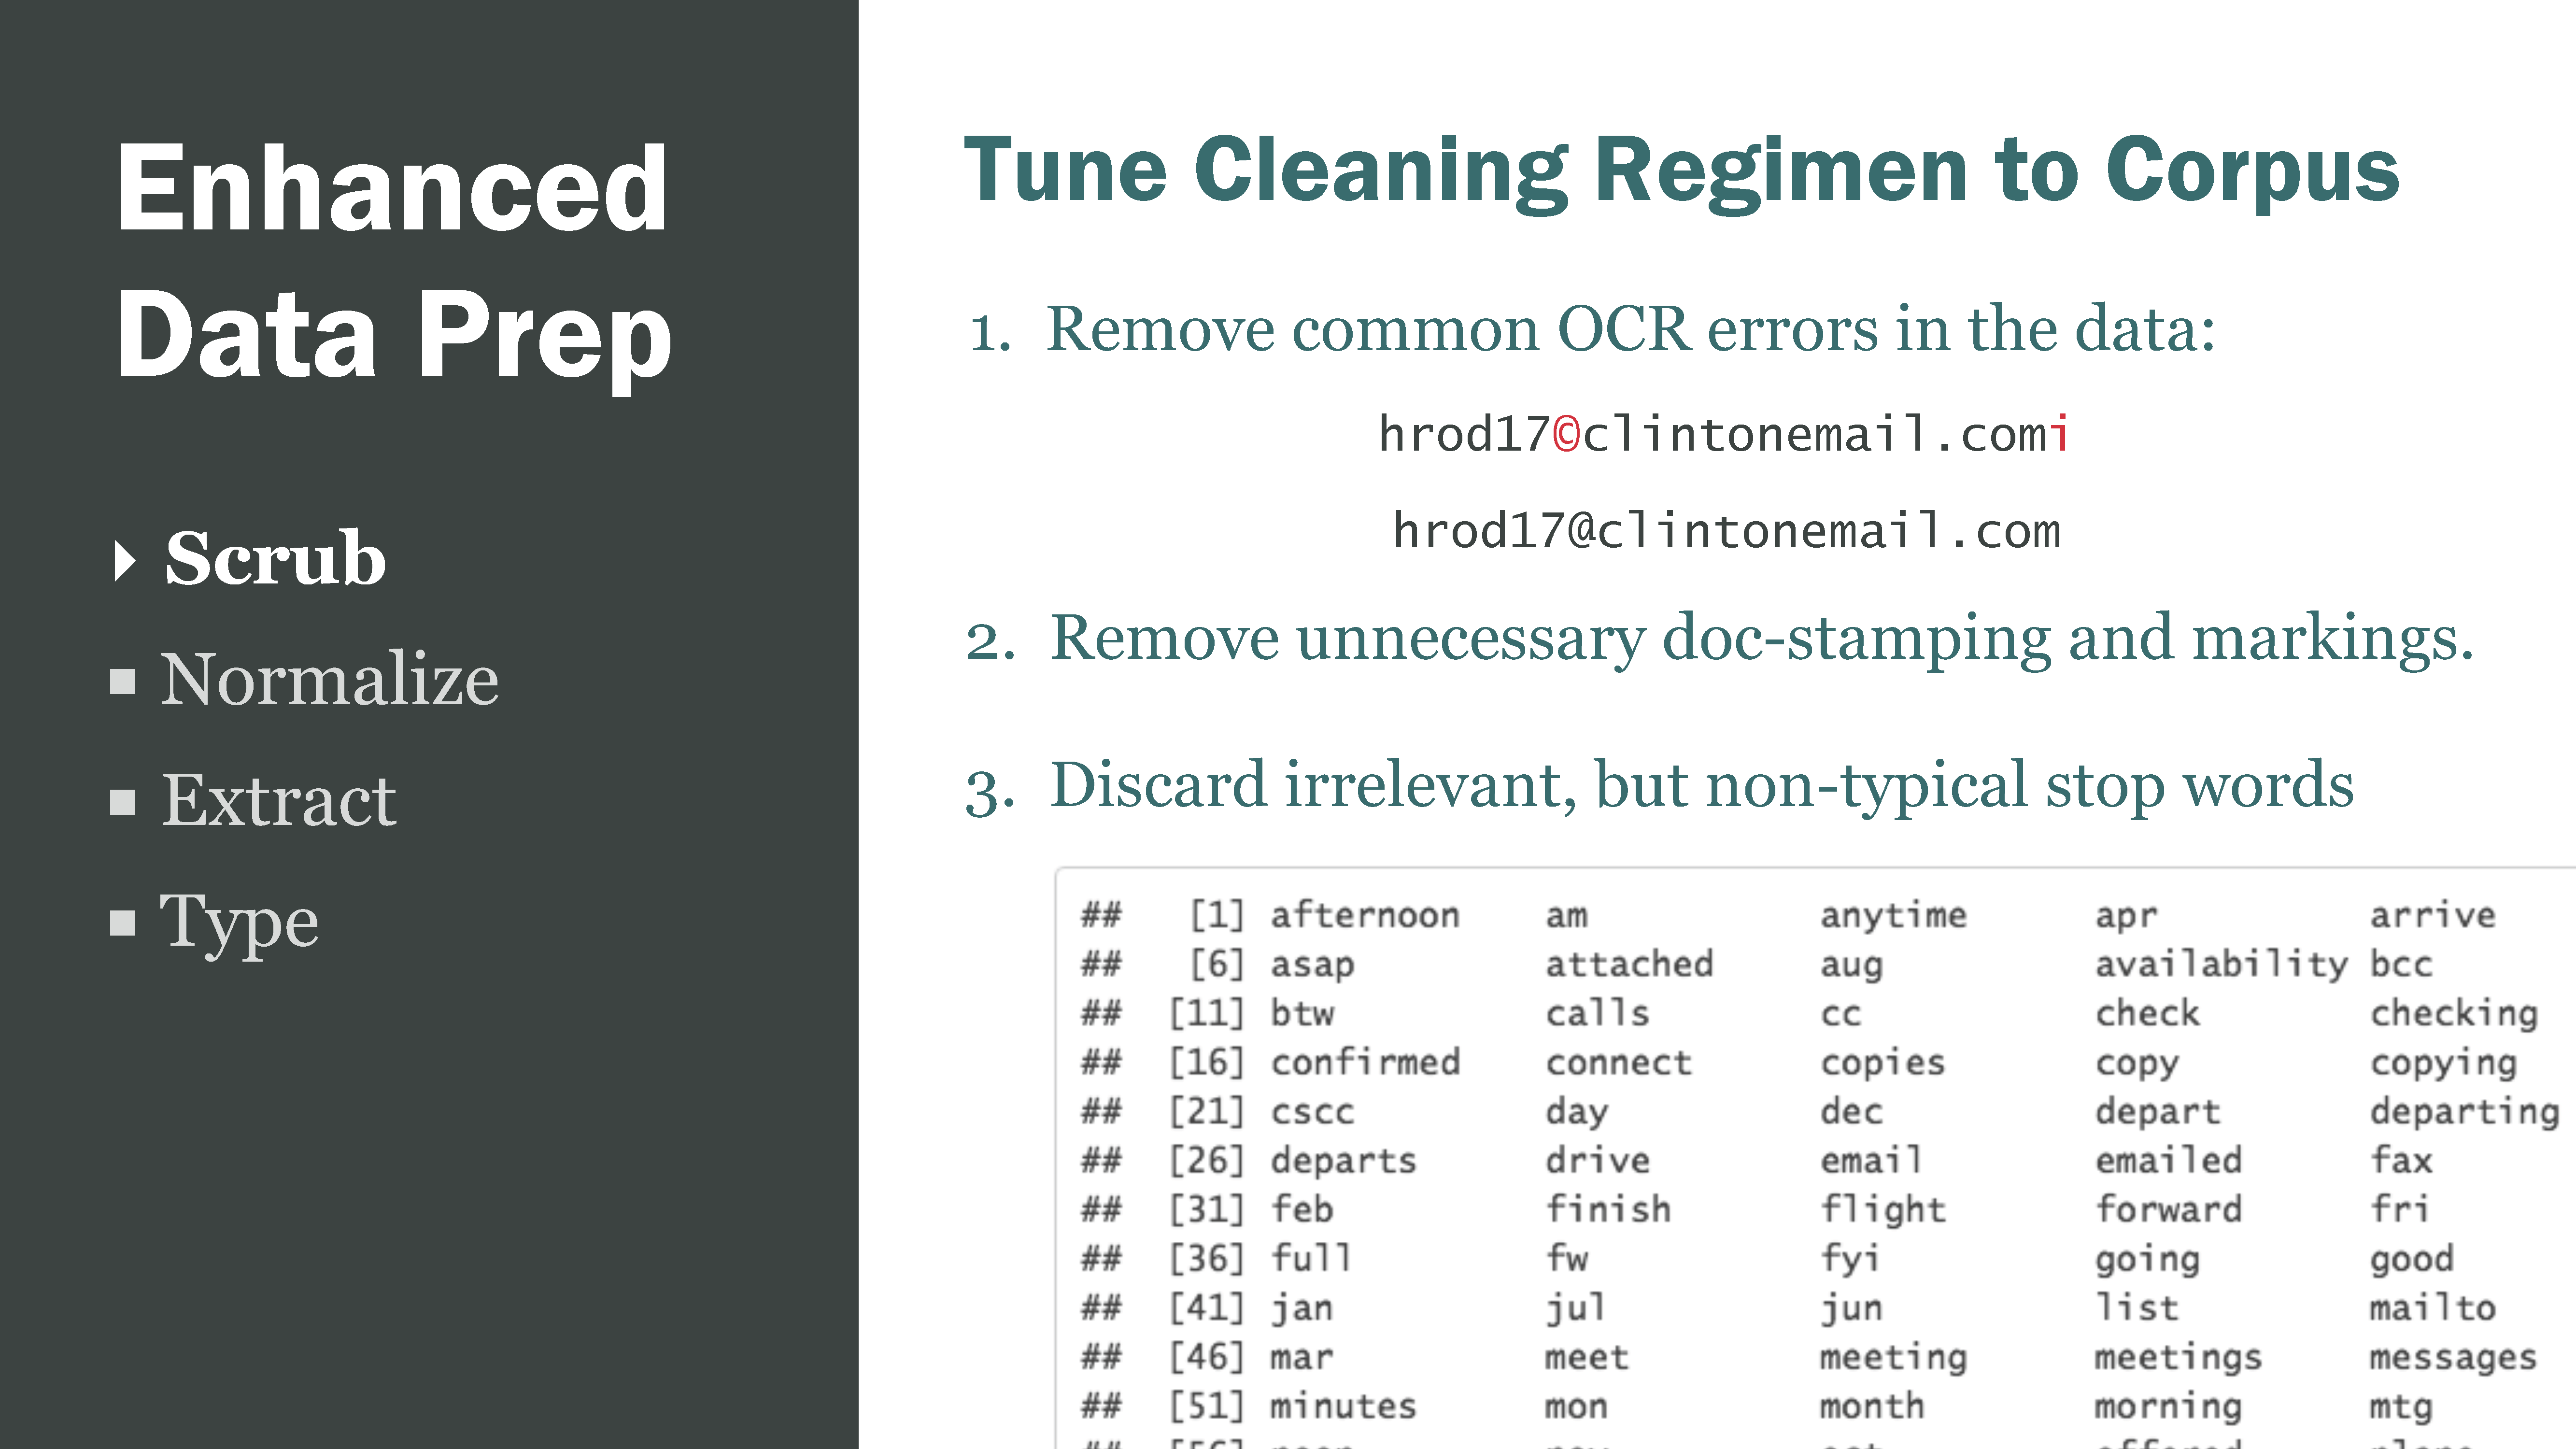 Enhanced
Data Prep
Scrub
Normalize
Extract
Type
Tune Cleaning Regimen to Corpus
1. Remove common OCR errors in the data:
hrod17©clintonemail.comi
hrod17@clintonemail.com
2. Remove unnecessary doc-stamping and markings.
3. Discard irrelevant, but non-typical stop words
## [1] afternoon am anytime apr arrive
## [6] asap attached aug availability bcc
## [11] btw calls cc check checking
## [16] confirmed connect copies copy copying
## [21] cscc day dec depart departing
## [26] departs drive email emailed fax
## [31] feb finish flight forward fri
## [36] full fw fyi going good
## [41] jan jul jun list mailto
## [46] mar meet meeting meetings messages
## [51] minutes mon month morning mtg